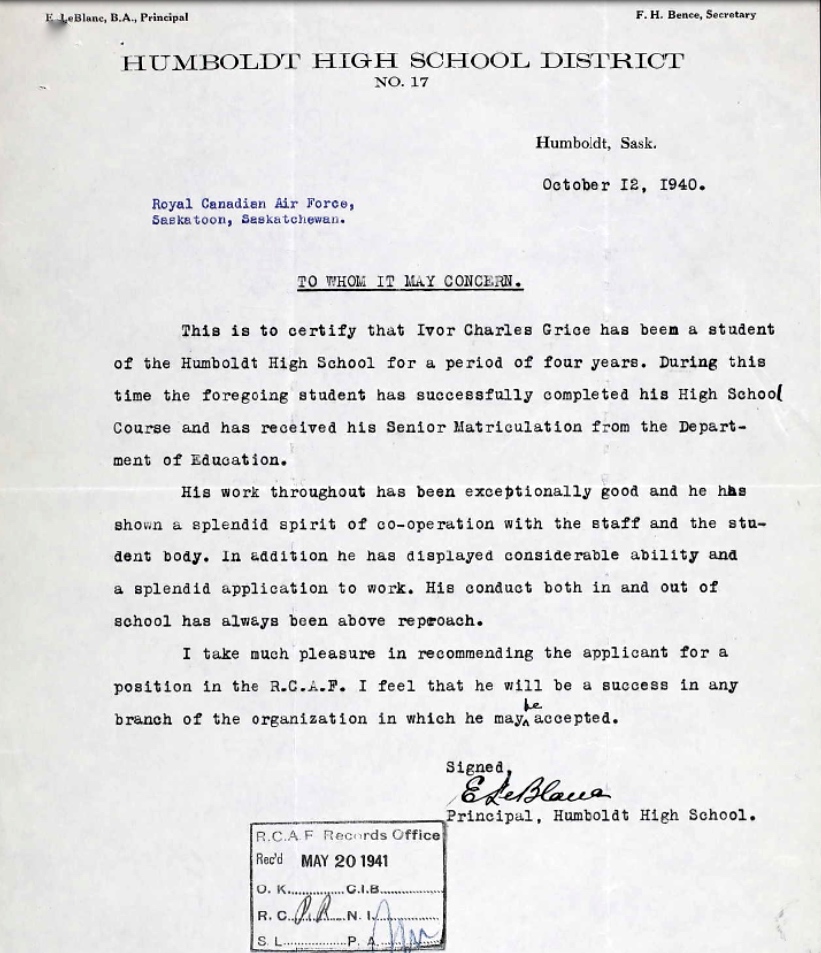 E. LeBlanc, B.A., Principal
F. H. Bence, Secretary
HUMBOLDT HIGH SCHOOL DISTRICT
NO. 17
Humboldt, Sask.
October 12, 1940.
Royal Canadian Air Force,
Saskatoon, Saskatchewan.
TO WHOM IT MAY CONCERN.
This is to certify that Ivor Charles Grice has been a student
of the Humboldt High School for a period of four years. During this
time the foregoing student has successfully completed his High School
Course and has received his Senior Matriculation from the Depart-
ment of Education.
His work throughout has been exceptionally good and he has
shown a splendid spirit of co-operation with the staff and the stu-
dent body. In addition he has displayed considerable ability and
a splendid application to work. His conduct both in and out of
school has always been above reproach.
I take much pleasure in recommending the applicant for a
position in the R.C.A.F. I feel that he will be a success in any
branch of the organization in which he may be accepted.
Signed,
E LeBlanc
Principal, Humboldt High School.
R.C.A.F Records Office
Rec'd MAY 20 1941
O. K. C.I.B.
R. C. N. I.
S L P. A.